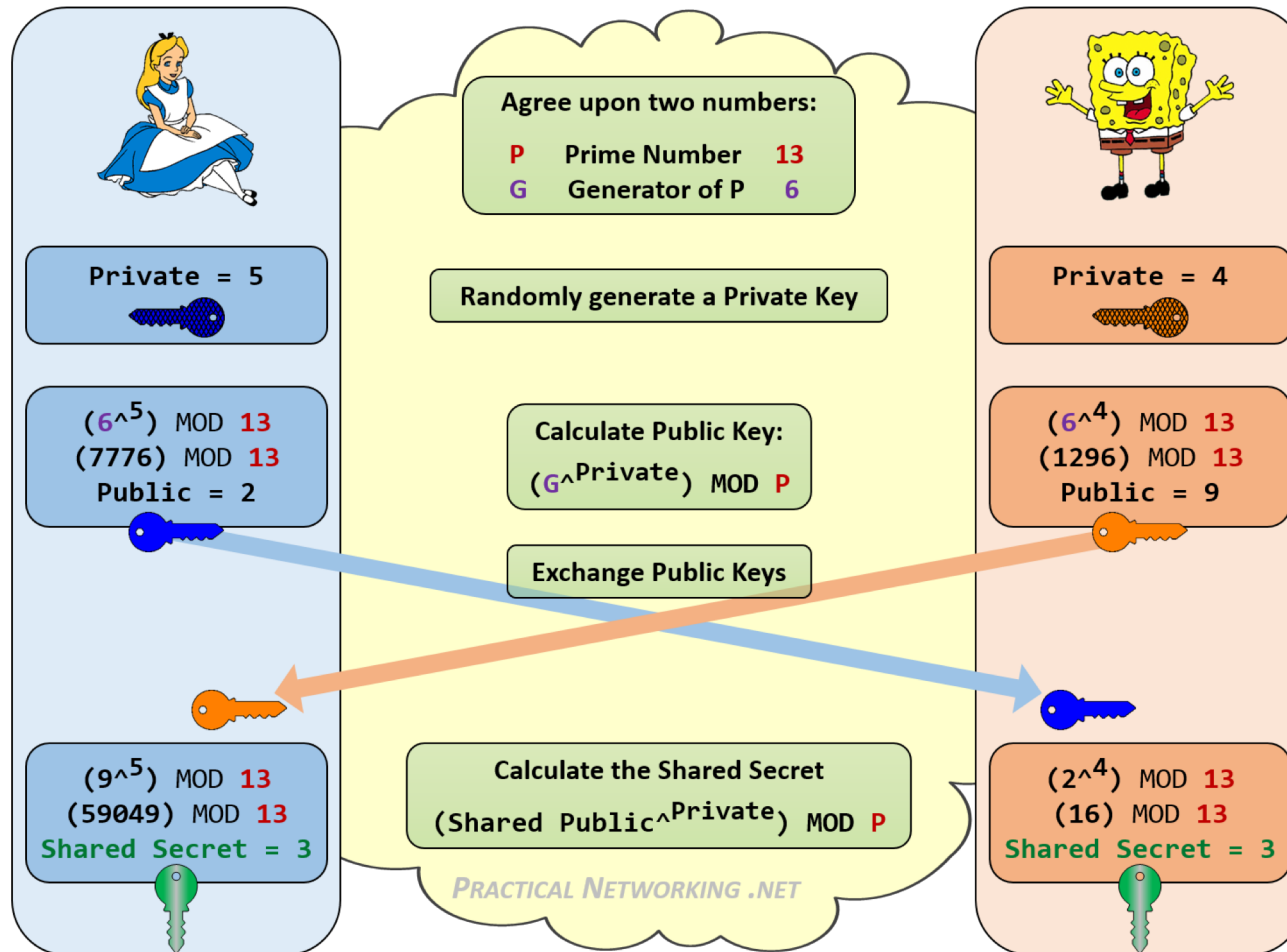 Agree upon two numbers:
P Prime Number 13
G Generator of P 6
Private = 5
Randomly generate a Private Key
Private = 4
(6^5) MOD 13
(7776) MOD 13
Public = 2
Calculate Public Key:
(G^Private) MOD P
(6^4) MOD 13
(1296) MOD 13
Public = 9
Exchange Public Keys
(9^5) MOD 13
(59049) MOD 13
Shared Secret = 3
Calculate the Shared Secret
(Shared Public^Private) MOD P
(2^4) MOD 13
(16) MOD 13
Shared Secret = 3
PRACTICAL NETWORKING .NET